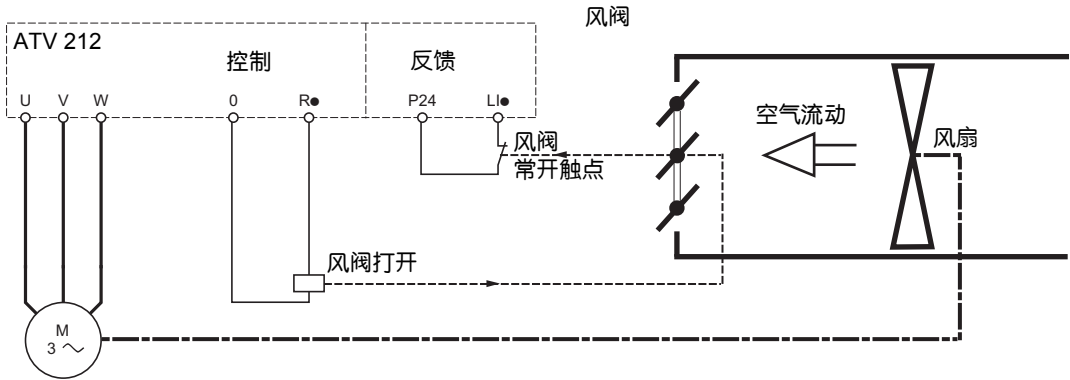 风阀
ATV 212
控制
反馈
U V W 0 R● P24 LI●
风阀
常开触点
空气流动
风扇
风阀打开
M
3 ~